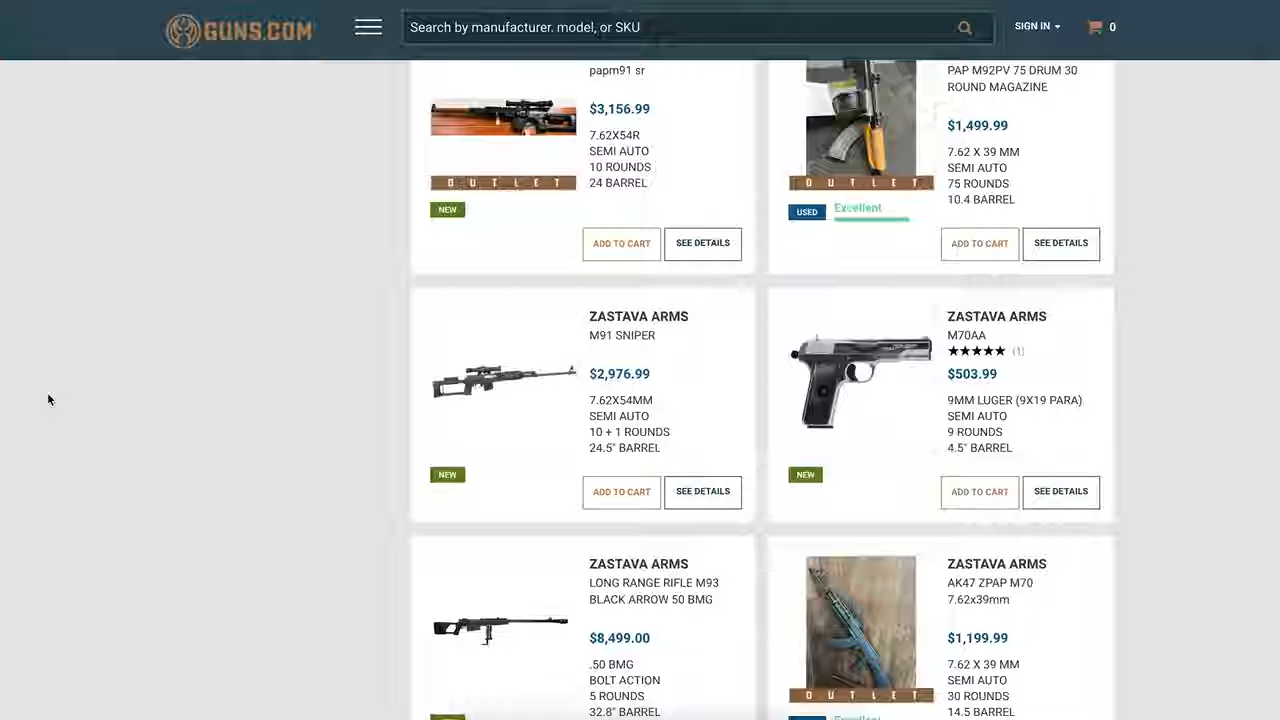 GUNS.COM
Search by manufacturer. model, or SKU
SIGN IN
0
papm91 sr
$3,156.99
7.62X54R
SEMI AUTO
10 ROUNDS
24 BARREL
OUTLET
NEW
ADD TO CART
SEE DETAILS
PAP M92PV 75 DRUM 30
ROUND MAGAZINE
$1,499.99
7.62 X 39 MM
SEMI AUTO
75 ROUNDS
10.4 BARREL
OUTLET
USED
Excellent
ADD TO CART
SEE DETAILS
ZASTAVA ARMS
M91 SNIPER
$2,976.99
7.62X54MM
SEMI AUTO
10 + 1 ROUNDS
24.5" BARREL
NEW
ADD TO CART
SEE DETAILS
ZASTAVA ARMS
M70AA
★★★★★ (1)
$503.99
9MM LUGER (9X19 PARA)
SEMI AUTO
9 ROUNDS
4.5" BARREL
NEW
ADD TO CART
SEE DETAILS
ZASTAVA ARMS
LONG RANGE RIFLE M93
BLACK ARROW 50 BMG
$8,499.00
.50 BMG
BOLT ACTION
5 ROUNDS
32.8" BARREL
ZASTAVA ARMS
AK47 ZPAP M70
7.62x39mm
$1,199.99
7.62 X 39 MM
SEMI AUTO
30 ROUNDS
14.5 BARREL
OUTLET
Excellent